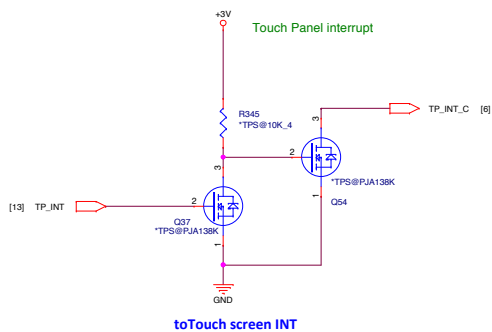 +3V
Touch Panel interrupt
R345
*TPS@10K_4
TP_INT_C [6]
3
3
2
*TPS@PJA138K
[13] TP_INT
2
1
Q54
Q37
*TPS@PJA138K
1
GND
toTouch screen INT